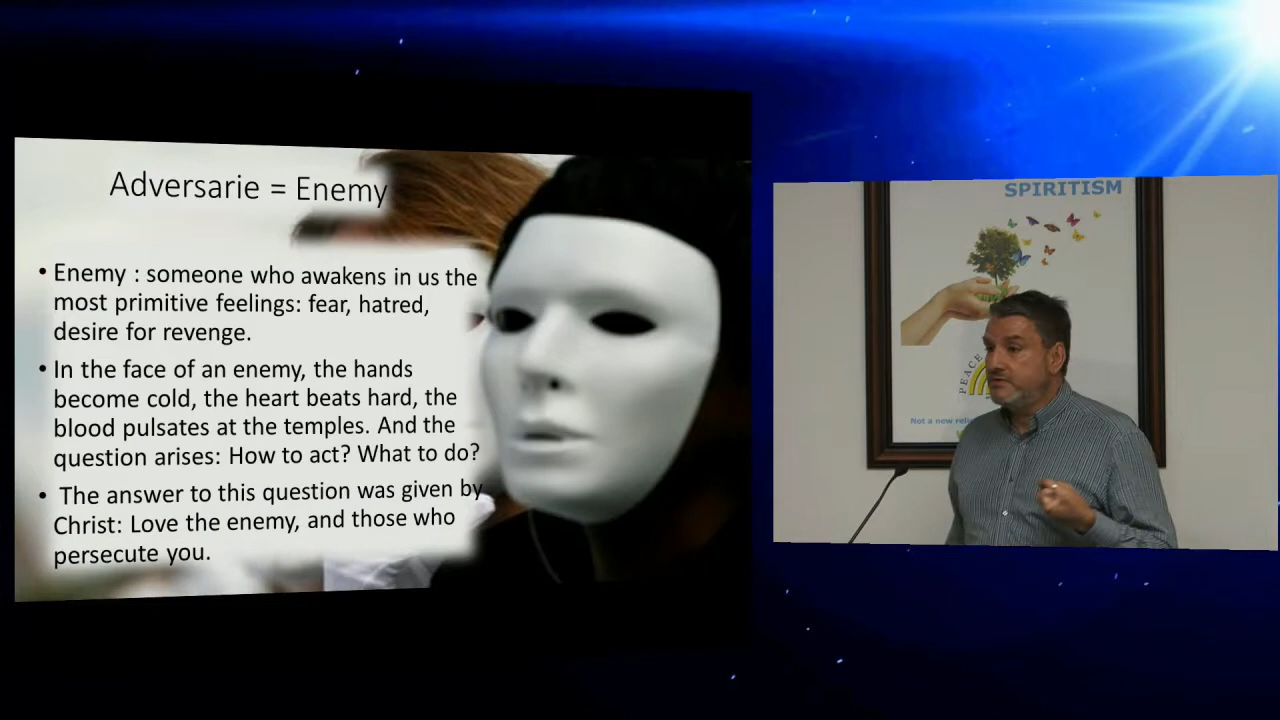 Adversarie = Enemy
• Enemy : someone who awakens in us the
most primitive feelings: fear, hatred,
desire for revenge.
• In the face of an enemy, the hands
become cold, the heart beats hard, the
blood pulsates at the temples. And the
question arises: How to act? What to do?
• The answer to this question was given by
Christ: Love the enemy, and those who
persecute you.
SPIRITISM
PEACE
Not a new